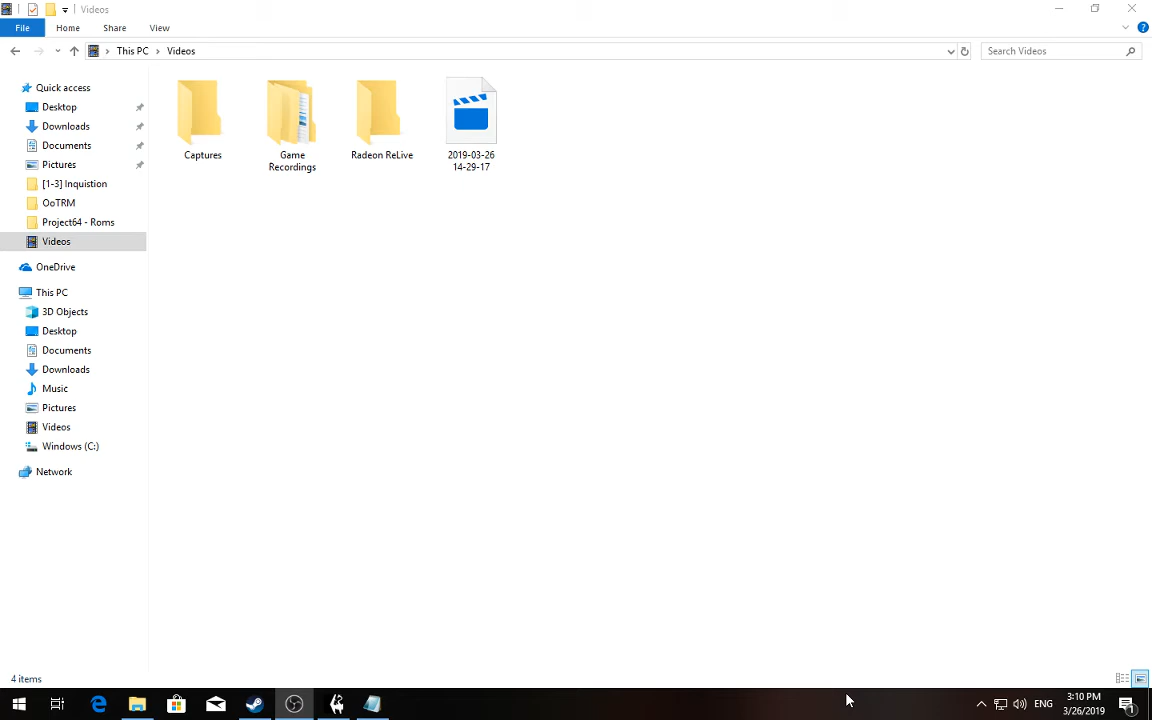 Videos
File Home Share View
This PC Videos Search Videos
Quick access
Desktop
Downloads
Documents
Pictures
[1-3] Inquistion
OoTRM
Project64 - Roms
Videos
OneDrive
This PC
3D Objects
Desktop
Documents
Downloads
Music
Pictures
Videos
Windows (C:)
Network
Captures
Game
Recordings
Radeon ReLive
2019-03-26
14-29-17
4 items
ENG
3:10 PM
3/26/2019
1